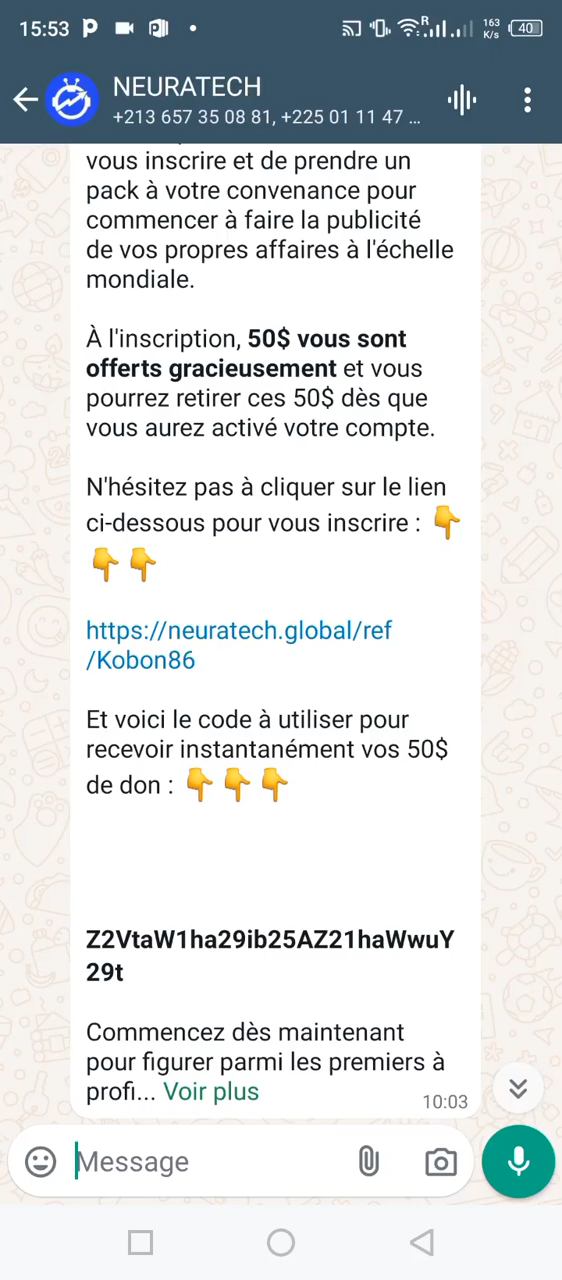 15:53
R
163
K/s
40
NEURATECH
+213 657 35 08 81, +225 01 11 47 ...
vous inscrire et de prendre un
pack à votre convenance pour
commencer à faire la publicité
de vos propres affaires à l'échelle
mondiale.
À l'inscription, 50$ vous sont
offerts gracieusement et vous
pourrez retirer ces 50$ dès que
vous aurez activé votre compte.
N'hésitez pas à cliquer sur le lien
ci-dessous pour vous inscrire : 👇
👇👇
https://neuratech.global/ref
/Kobon86
Et voici le code à utiliser pour
recevoir instantanément vos 50$
de don : 👇👇👇
Z2VtaW1ha29ib25AZ21haWwuY
29t
Commencez dès maintenant
pour figurer parmi les premiers à
profi... Voir plus
10:03
Message